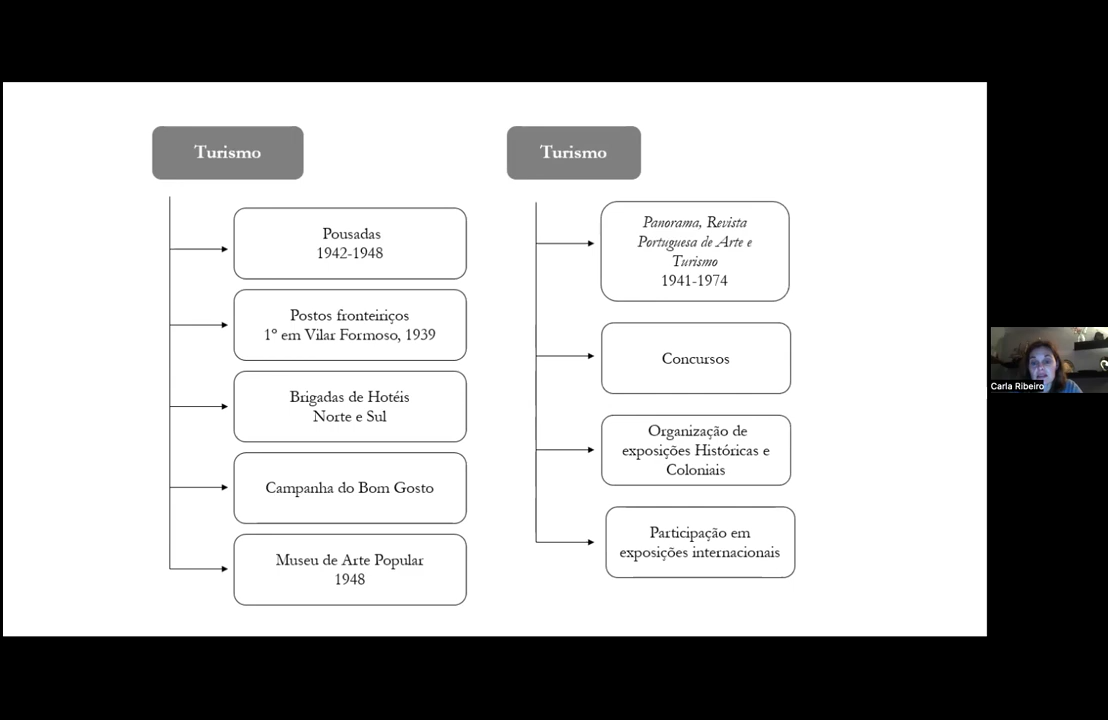 Turismo
Pousadas
1942-1948
Postos fronteiriços
1º em Vilar Formoso, 1939
Brigadas de Hotéis
Norte e Sul
Campanha do Bom Gosto
Museu de Arte Popular
1948
Turismo
Panorama, Revista
Portuguesa de Arte e
Turismo
1941-1974
Concursos
Organização de
exposições Históricas e
Coloniais
Participação em
exposições internacionais
Carla Ribeiro